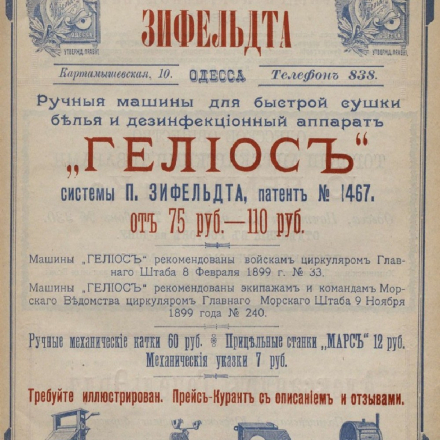 ЗИФЕЛЬДТА
Картамышевская, 10. ОДЕССА Телефонъ 838.
Ручныя машины для быстрой сушки
бѣлья и дезинфекціонный аппаратъ
„ГЕЛІОСЪ“
системы П. ЗИФЕЛЬДТА, патентъ № 1467.
отъ 75 руб.—110 руб.
Машины „ГЕЛІОСЪ“ рекомендованы войскамъ циркуляромъ Глав-
наго Штаба 8 Февраля 1899 г. № 33.
Машины „ГЕЛІОСЪ“ рекомендованы экипажамъ и командамъ Мор-
скаго Вѣдомства циркуляромъ Главнаго Морскаго Штаба 9 Ноября
1899 года № 240.
Ручные механическіе качки 60 руб. Прицѣльные станки „МАРСЪ“ 12 руб.
Механическія указки 7 руб.
Требуйте иллюстрирован. Прейсъ-Курантъ съ описаніемъ и отзывами.